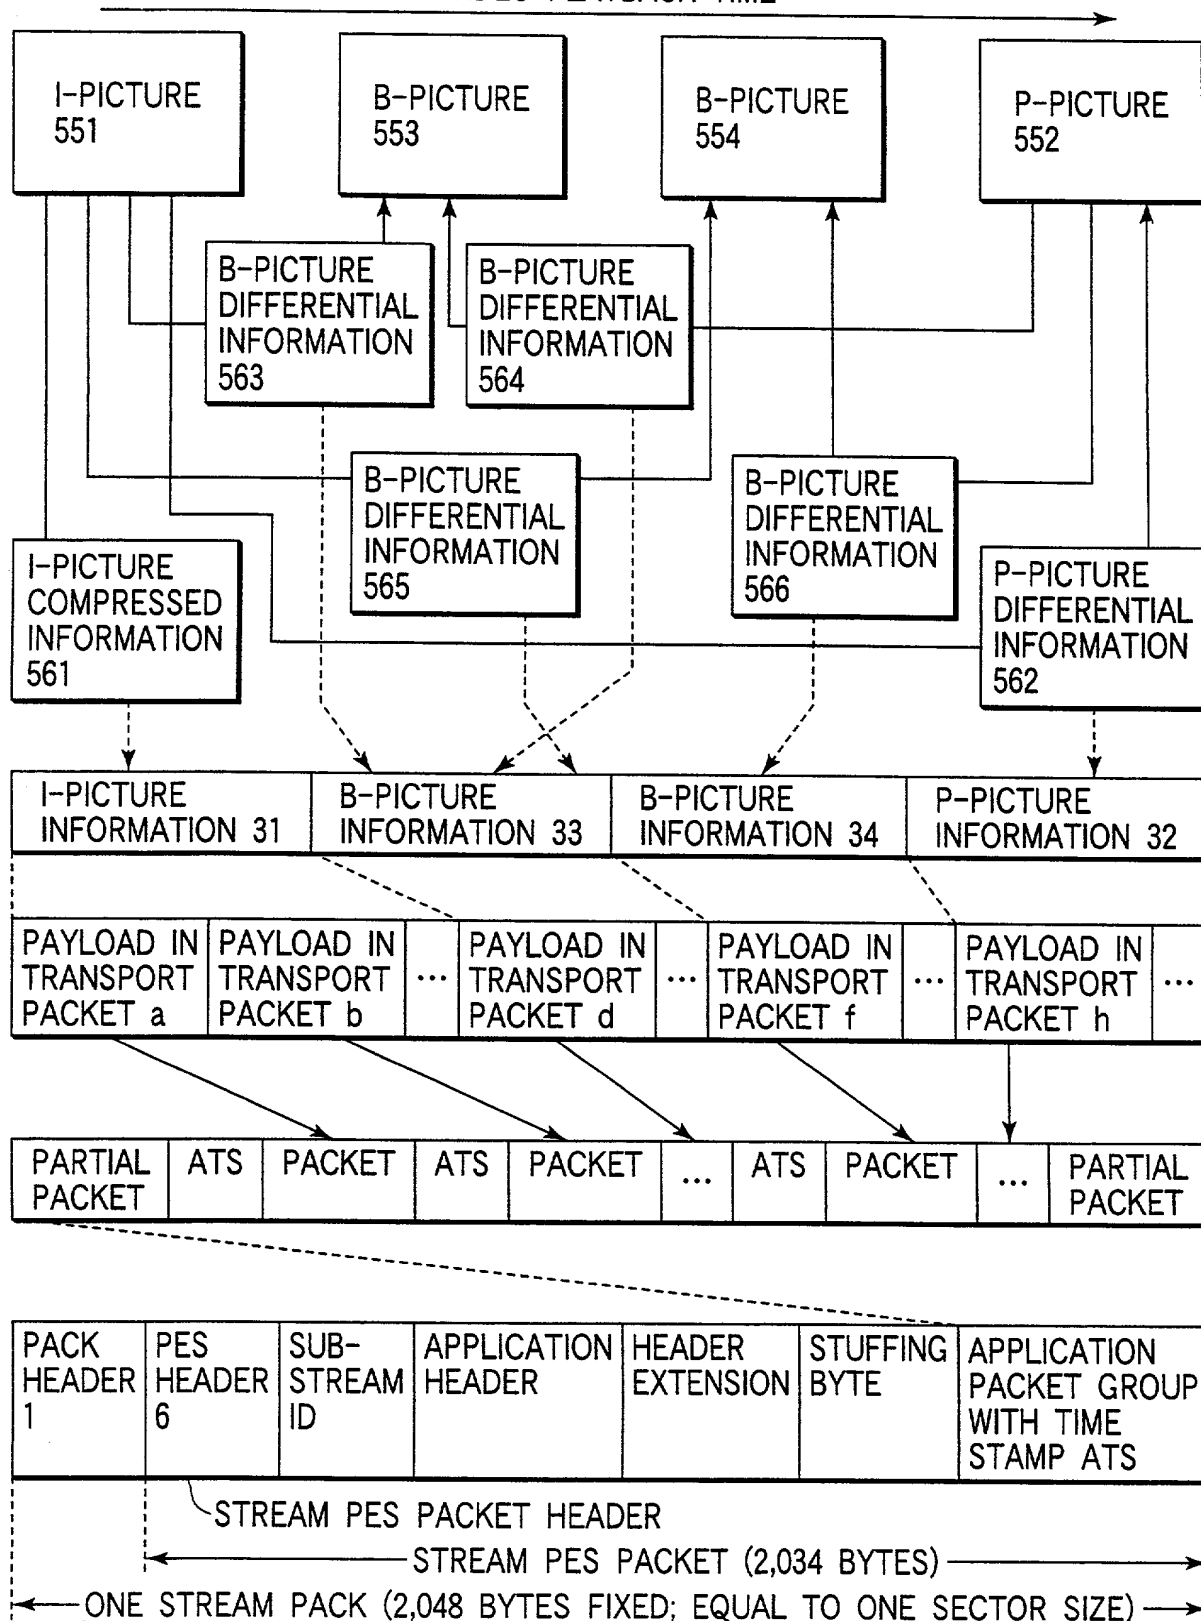 I-PICTURE
551
B-PICTURE
553
B-PICTURE
554
P-PICTURE
552
B-PICTURE
DIFFERENTIAL
INFORMATION
563
B-PICTURE
DIFFERENTIAL
INFORMATION
564
B-PICTURE
DIFFERENTIAL
INFORMATION
565
B-PICTURE
DIFFERENTIAL
INFORMATION
566
I-PICTURE
COMPRESSED
INFORMATION
561
P-PICTURE
DIFFERENTIAL
INFORMATION
562
I-PICTURE
INFORMATION 31
B-PICTURE
INFORMATION 33
B-PICTURE
INFORMATION 34
P-PICTURE
INFORMATION 32
PAYLOAD IN
TRANSPORT
PACKET a
PAYLOAD IN
TRANSPORT
PACKET b
...
PAYLOAD IN
TRANSPORT
PACKET d
...
PAYLOAD IN
TRANSPORT
PACKET f
...
PAYLOAD IN
TRANSPORT
PACKET h
...
PARTIAL
PACKET
ATS
PACKET
ATS
PACKET
...
ATS
PACKET
...
PARTIAL
PACKET
PACK
HEADER
1
PES
HEADER
6
SUB-
STREAM
ID
APPLICATION
HEADER
HEADER
EXTENSION
STUFFING
BYTE
APPLICATION
PACKET GROUP
WITH TIME
STAMP ATS
STREAM PES PACKET HEADER
STREAM PES PACKET (2,034 BYTES)
ONE STREAM PACK (2,048 BYTES FIXED; EQUAL TO ONE SECTOR SIZE)